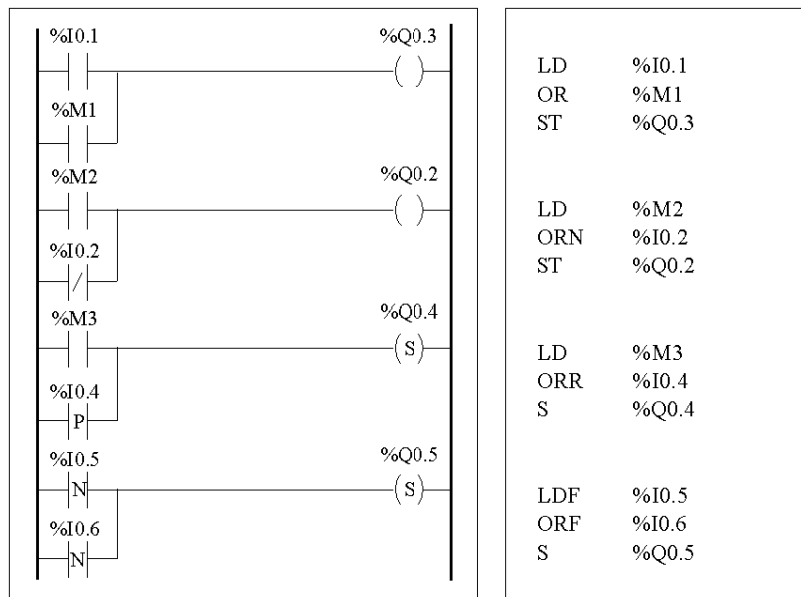 %I0.1 %Q0.3
( )
%M1
%M2 %Q0.2
( )
%I0.2
/
%M3 %Q0.4
(S)
%I0.4
P
%I0.5 %Q0.5
N (S)
%I0.6
N
LD %I0.1
OR %M1
ST %Q0.3
LD %M2
ORN %I0.2
ST %Q0.2
LD %M3
ORR %I0.4
S %Q0.4
LDF %I0.5
ORF %I0.6
S %Q0.5